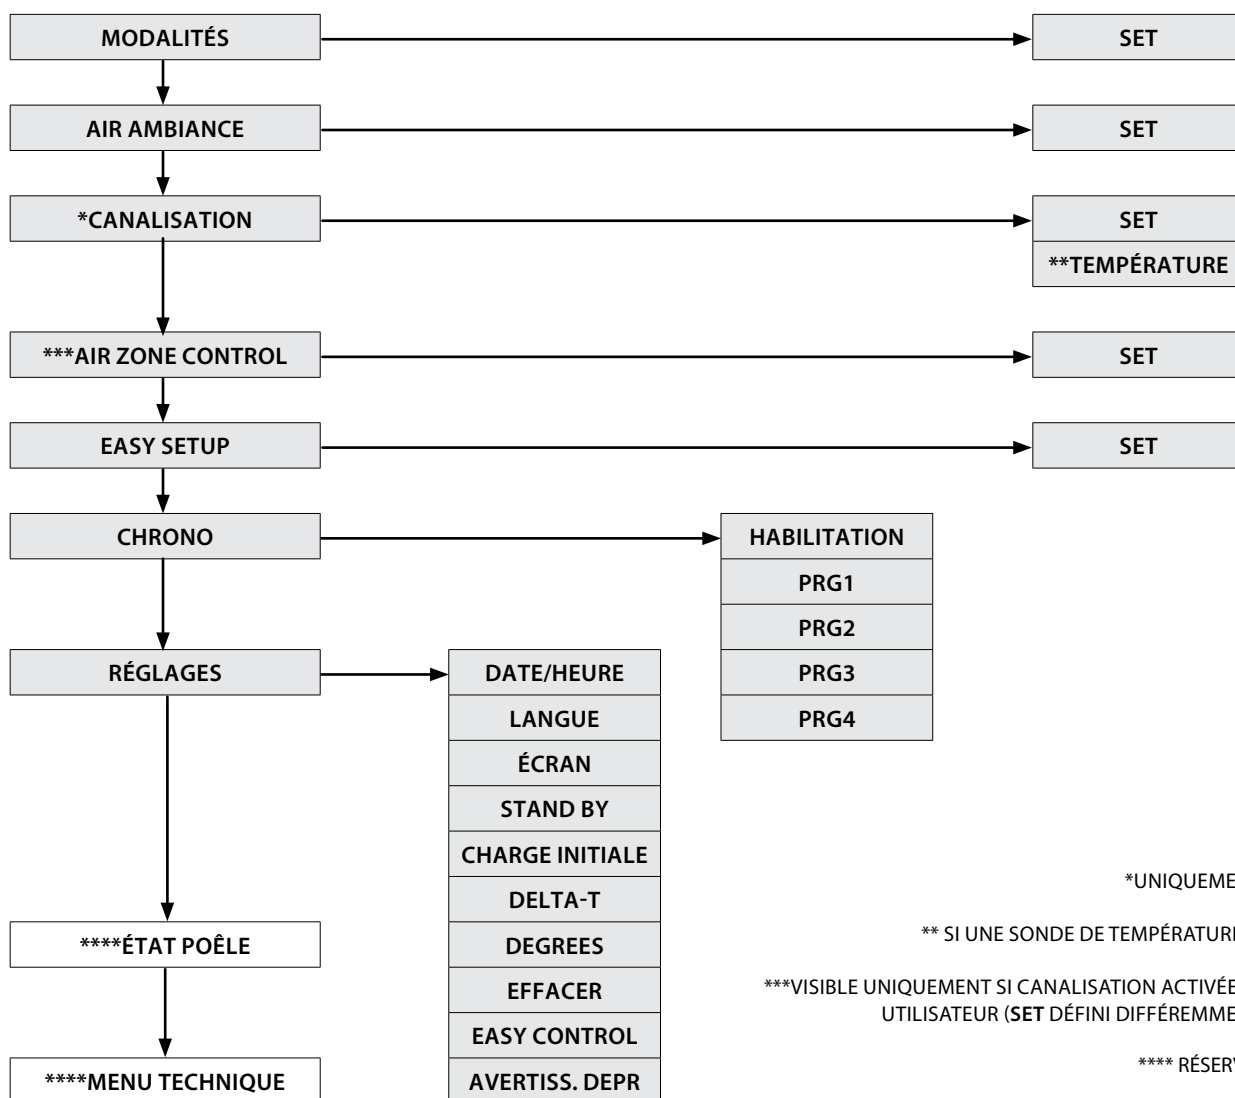 MODALITÉS
SET
AIR AMBIANCE
SET
*CANALISATION
SET
**TEMPÉRATURE
***AIR ZONE CONTROL
SET
EASY SETUP
SET
CHRONO
HABILITATION
PRG1
PRG2
PRG3
PRG4
RÉGLAGES
DATE/HEURE
LANGUE
ÉCRAN
STAND BY
CHARGE INITIALE
DELTA-T
DEGREES
EFFACER
EASY CONTROL
AVERTISS. DEPR
****ÉTAT POÊLE
****MENU TECHNIQUE
*UNIQUEME
** SI UNE SONDE DE TEMPÉRATURE
***VISIBLE UNIQUEMENT SI CANALISATION ACTIVÉE
UTILISATEUR (SET DÉFINI DIFFÉREMME
**** RÉSERV